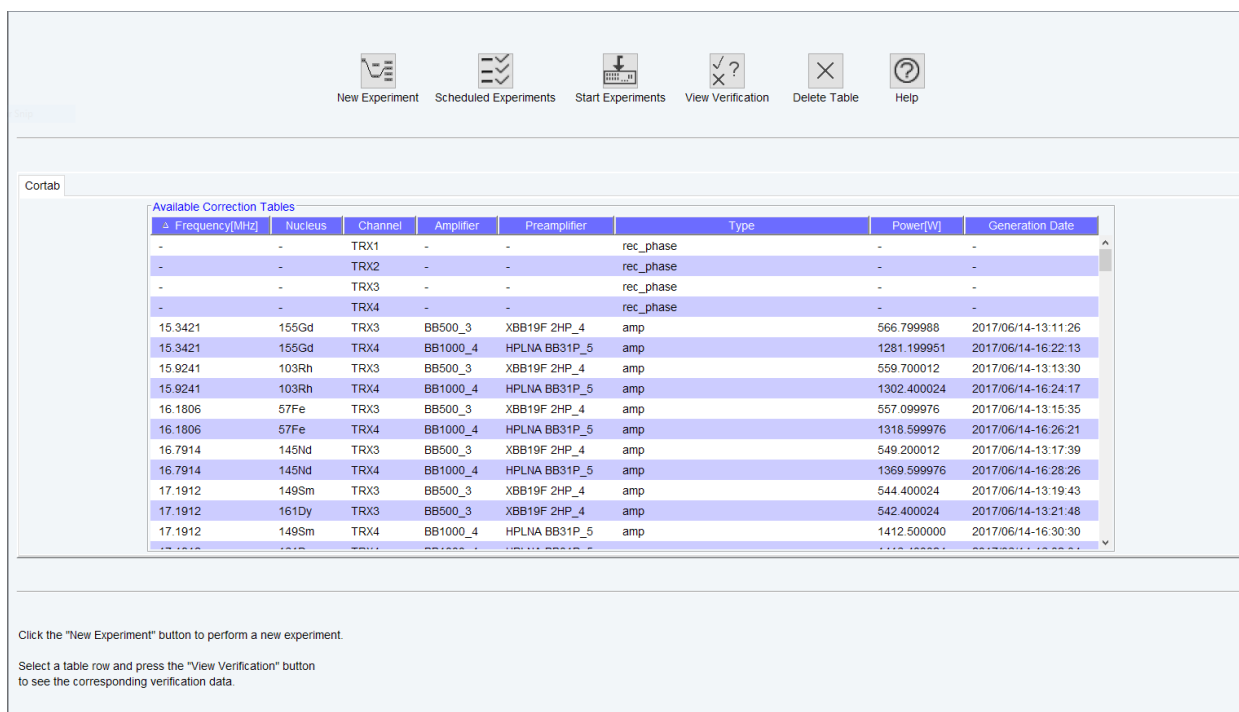 New Experiment Scheduled Experiments Start Experiments View Verification Delete Table Help
Cortab
Available Correction Tables
Frequency[MHz] Nucleus Channel Amplifier Preamplifier Type Power[W] Generation Date
- - TRX1 - - rec_phase - -
- - TRX2 - - rec_phase - -
- - TRX3 - - rec_phase - -
- - TRX4 - - rec_phase - -
15.3421 155Gd TRX3 BB500_3 XBB19F 2HP_4 amp 566.799988 2017/06/14-13:11:26
15.3421 155Gd TRX4 BB1000_4 HPLNA BB31P_5 amp 1281.199951 2017/06/14-16:22:13
15.9241 103Rh TRX3 BB500_3 XBB19F 2HP_4 amp 559.700012 2017/06/14-13:13:30
15.9241 103Rh TRX4 BB1000_4 HPLNA BB31P_5 amp 1302.400024 2017/06/14-16:24:17
16.1806 57Fe TRX3 BB500_3 XBB19F 2HP_4 amp 557.099976 2017/06/14-13:15:35
16.1806 57Fe TRX4 BB1000_4 HPLNA BB31P_5 amp 1318.599976 2017/06/14-16:26:21
16.7914 145Nd TRX3 BB500_3 XBB19F 2HP_4 amp 549.200012 2017/06/14-13:17:39
16.7914 145Nd TRX4 BB1000_4 HPLNA BB31P_5 amp 1369.599976 2017/06/14-16:28:26
17.1912 149Sm TRX3 BB500_3 XBB19F 2HP_4 amp 544.400024 2017/06/14-13:19:43
17.1912 161Dy TRX3 BB500_3 XBB19F 2HP_4 amp 542.400024 2017/06/14-13:21:48
17.1912 149Sm TRX4 BB1000_4 HPLNA BB31P_5 amp 1412.500000 2017/06/14-16:30:30
Click the "New Experiment" button to perform a new experiment.
Select a table row and press the "View Verification" button
to see the corresponding verification data.